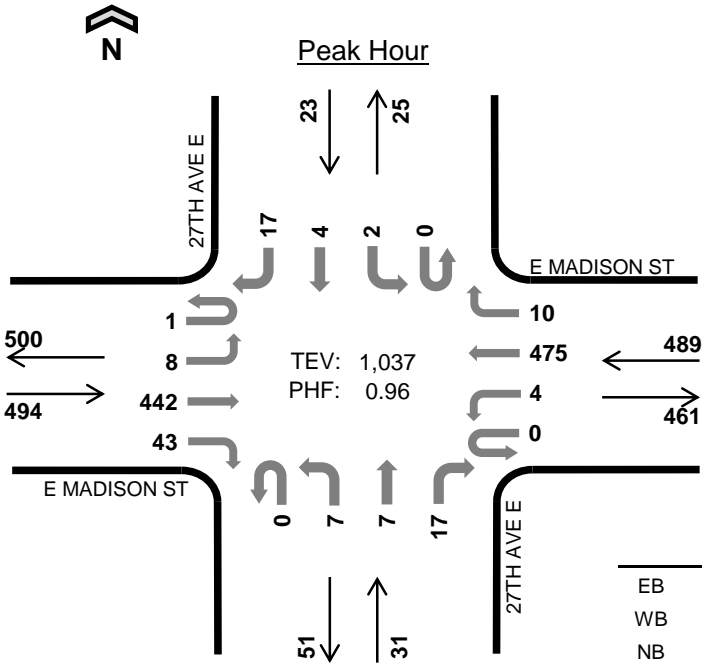 N
Peak Hour
23
25
27TH AVE E
17
4
2
0
E MADISON ST
1
10
500
8
475
489
TEV: 1,037
PHF: 0.96
494
442
4
461
43
0
E MADISON ST
0
7
7
17
27TH AVE E
51
31
EB
WB
NB